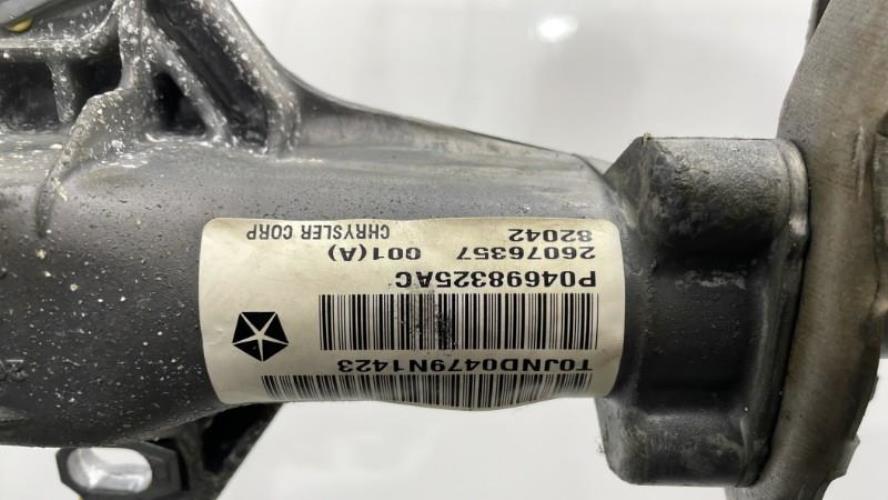 T0JND0479N1423
P04698325AC
26076357 001(A)
82042 CHRYSLER CORP